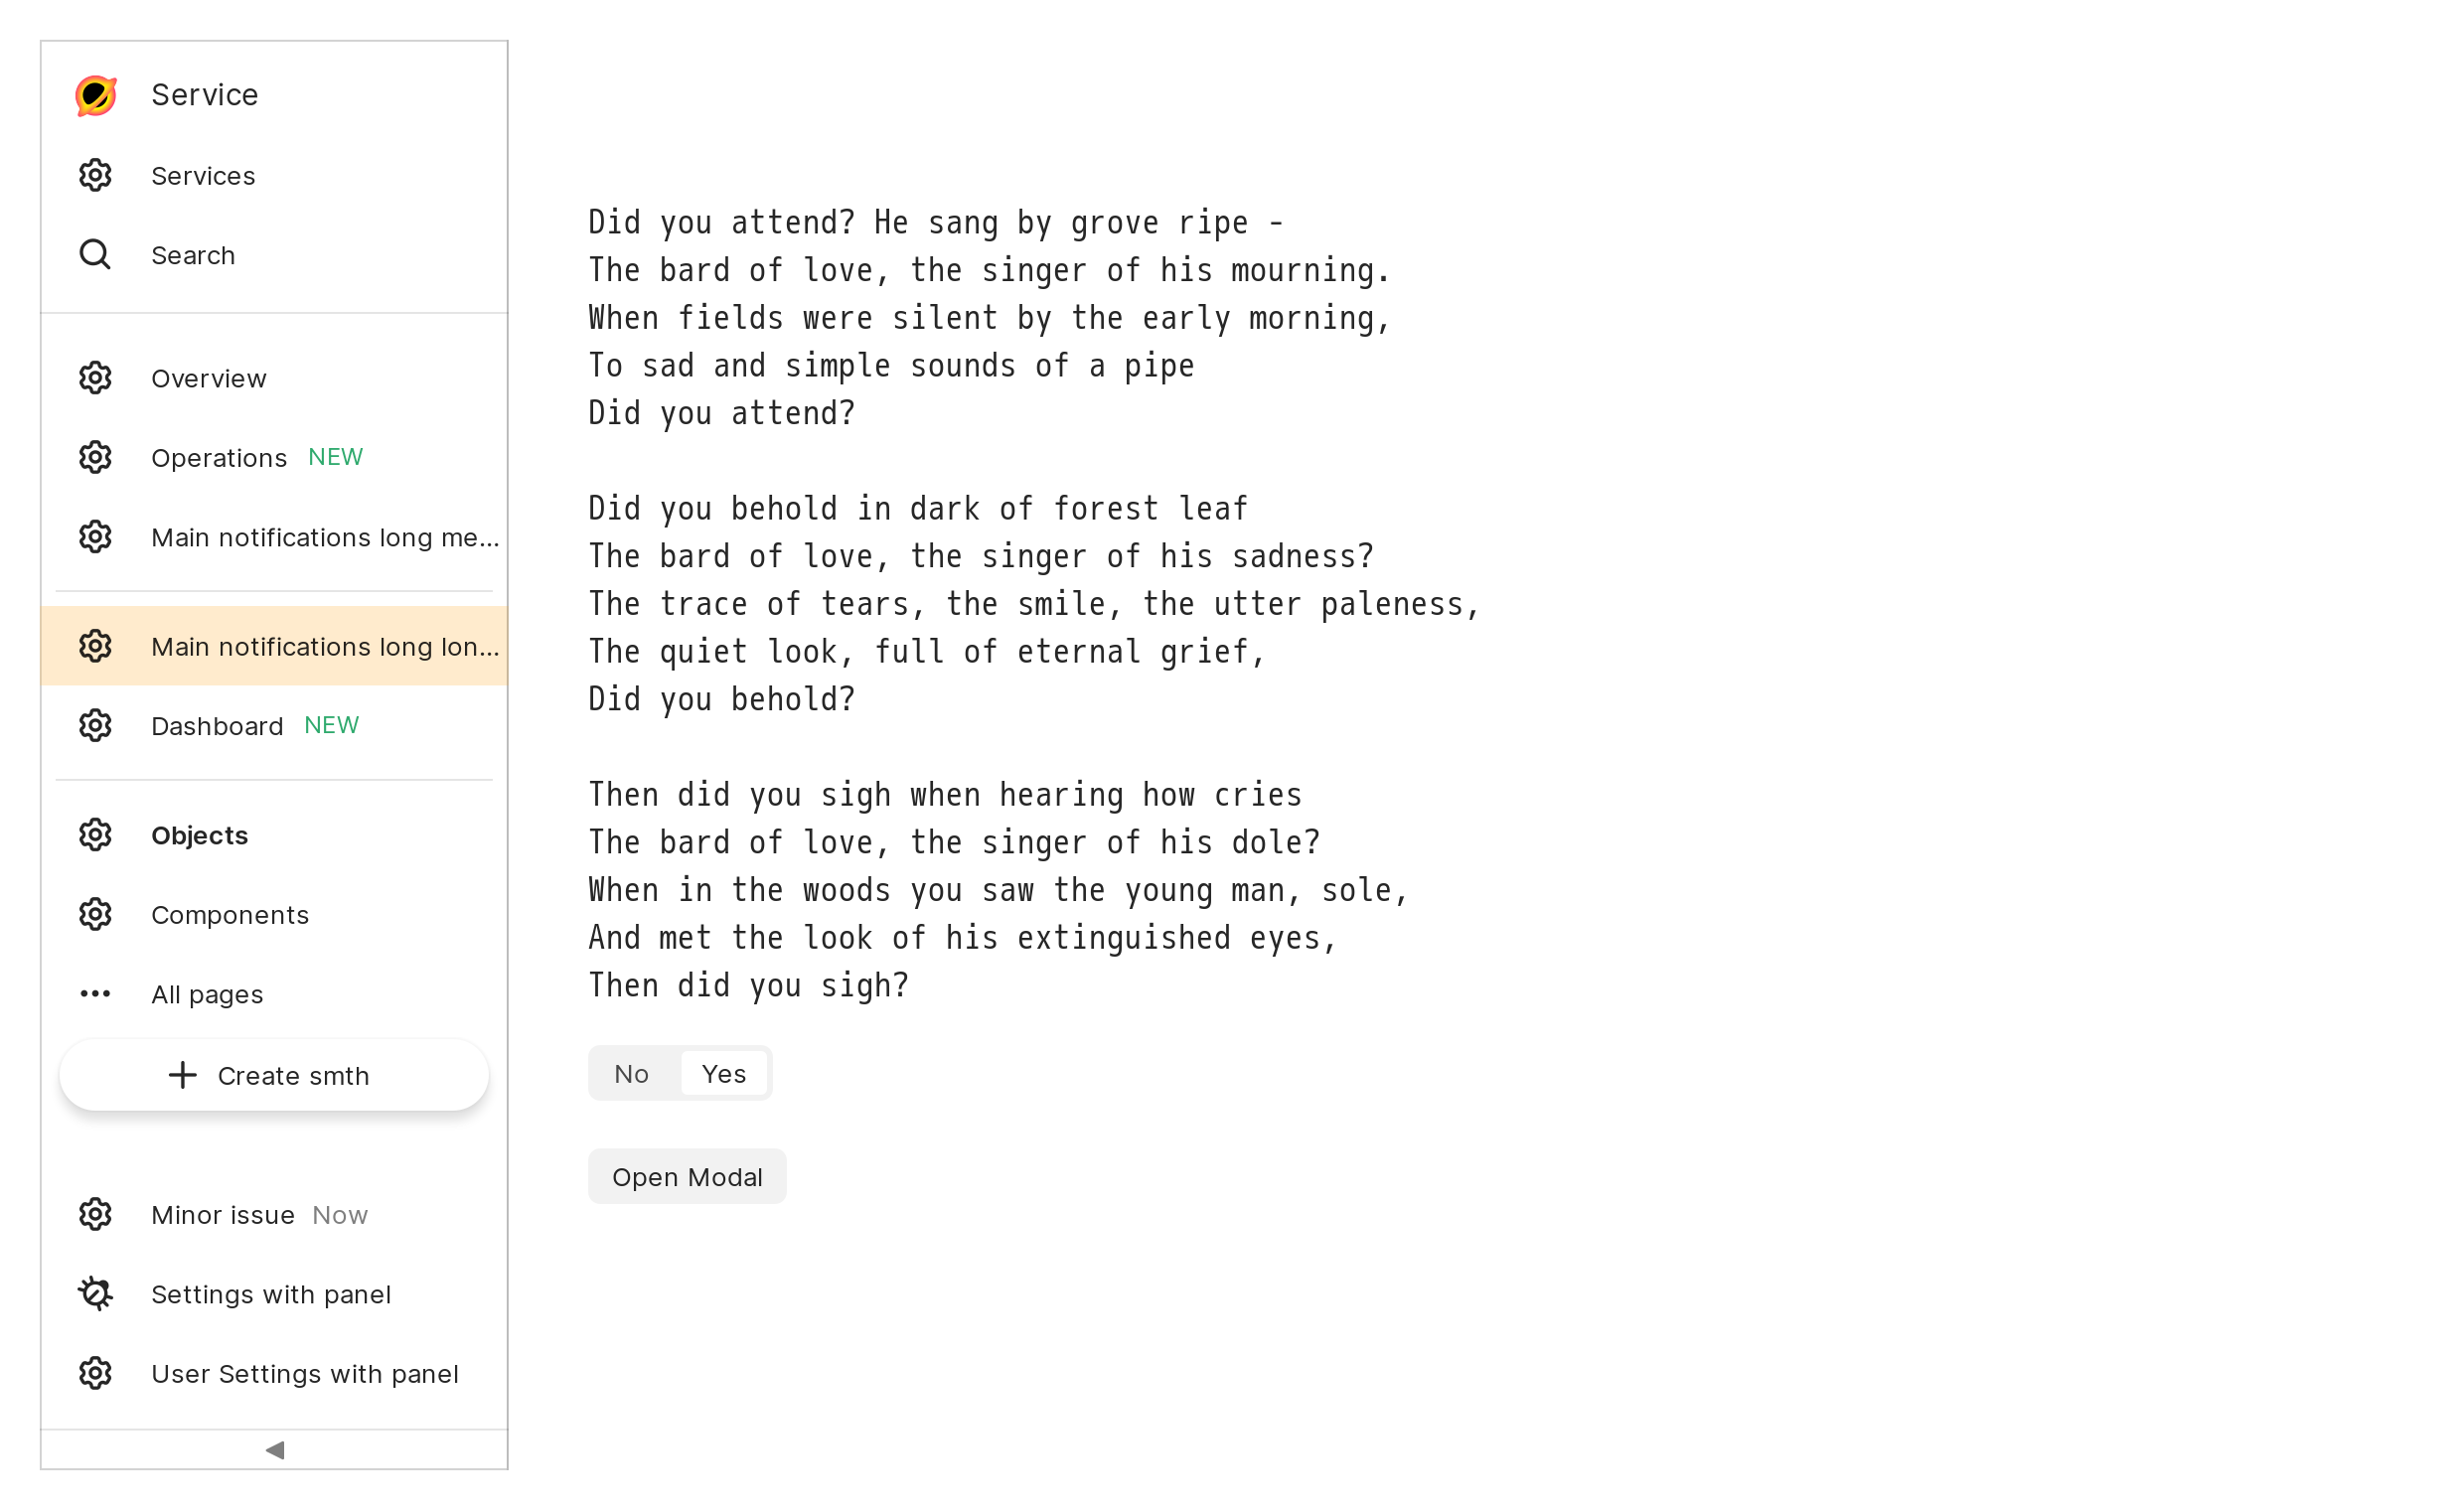 Service
Services
Search
Overview
Operations NEW
Main notifications long me...
Main notifications long lon...
Dashboard NEW
Objects
Components
All pages
Create smth
Minor issue Now
Settings with panel
User Settings with panel
Did you attend? He sang by grove ripe -
The bard of love, the singer of his mourning.
When fields were silent by the early morning,
To sad and simple sounds of a pipe
Did you attend?
Did you behold in dark of forest leaf
The bard of love, the singer of his sadness?
The trace of tears, the smile, the utter paleness,
The quiet look, full of eternal grief,
Did you behold?
Then did you sigh when hearing how cries
The bard of love, the singer of his dole?
When in the woods you saw the young man, sole,
And met the look of his extinguished eyes,
Then did you sigh?
No Yes
Open Modal